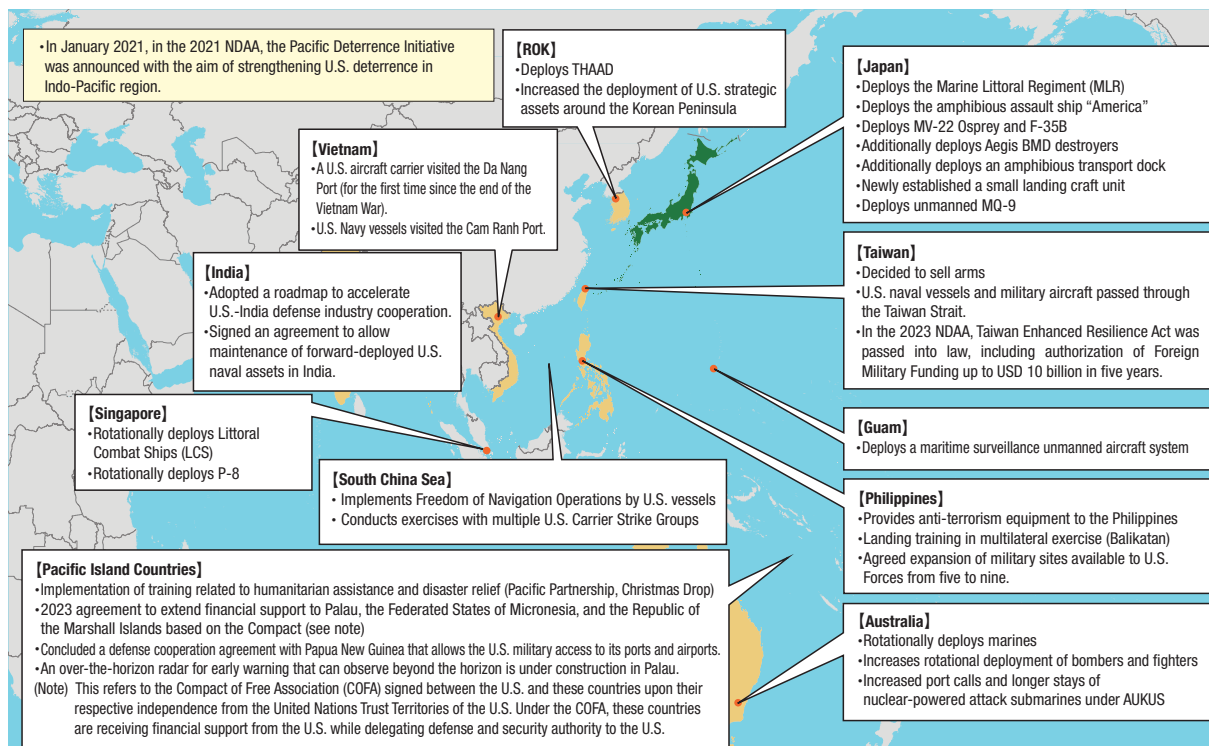 •In January 2021, in the 2021 NDAA, the Pacific Deterrence Initiative
was announced with the aim of strengthening U.S. deterrence in
Indo-Pacific region.
【ROK】
•Deploys THAAD
•Increased the deployment of U.S. strategic
assets around the Korean Peninsula
【Japan】
•Deploys the Marine Littoral Regiment (MLR)
•Deploys the amphibious assault ship “America”
•Deploys MV-22 Osprey and F-35B
•Additionally deploys Aegis BMD destroyers
•Additionally deploys an amphibious transport dock
•Newly established a small landing craft unit
•Deploys unmanned MQ-9
【Vietnam】
•A U.S. aircraft carrier visited the Da Nang
Port (for the first time since the end of the
Vietnam War).
•U.S. Navy vessels visited the Cam Ranh Port.
【Taiwan】
•Decided to sell arms
•U.S. naval vessels and military aircraft passed through
the Taiwan Strait.
•In the 2023 NDAA, Taiwan Enhanced Resilience Act was
passed into law, including authorization of Foreign
Military Funding up to USD 10 billion in five years.
【India】
•Adopted a roadmap to accelerate
U.S.-India defense industry cooperation.
•Signed an agreement to allow
maintenance of forward-deployed U.S.
naval assets in India.
【Singapore】
•Rotationally deploys Littoral
Combat Ships (LCS)
•Rotationally deploys P-8
【Guam】
•Deploys a maritime surveillance unmanned aircraft system
【South China Sea】
• Implements Freedom of Navigation Operations by U.S. vessels
• Conducts exercises with multiple U.S. Carrier Strike Groups
【Philippines】
•Provides anti-terrorism equipment to the Philippines
•Landing training in multilateral exercise (Balikatan)
•Agreed expansion of military sites available to U.S.
Forces from five to nine.
【Pacific Island Countries】
•Implementation of training related to humanitarian assistance and disaster relief (Pacific Partnership, Christmas Drop)
•2023 agreement to extend financial support to Palau, the Federated States of Micronesia, and the Republic of
the Marshall Islands based on the Compact (see note)
•Concluded a defense cooperation agreement with Papua New Guinea that allows the U.S. military access to its ports and airports.
•An over-the-horizon radar for early warning that can observe beyond the horizon is under construction in Palau.
(Note) This refers to the Compact of Free Association (COFA) signed between the U.S. and these countries upon their
respective independence from the United Nations Trust Territories of the U.S. Under the COFA, these countries
are receiving financial support from the U.S. while delegating defense and security authority to the U.S.
【Australia】
•Rotationally deploys marines
•Increases rotational deployment of bombers and fighters
•Increased port calls and longer stays of
nuclear-powered attack submarines under AUKUS